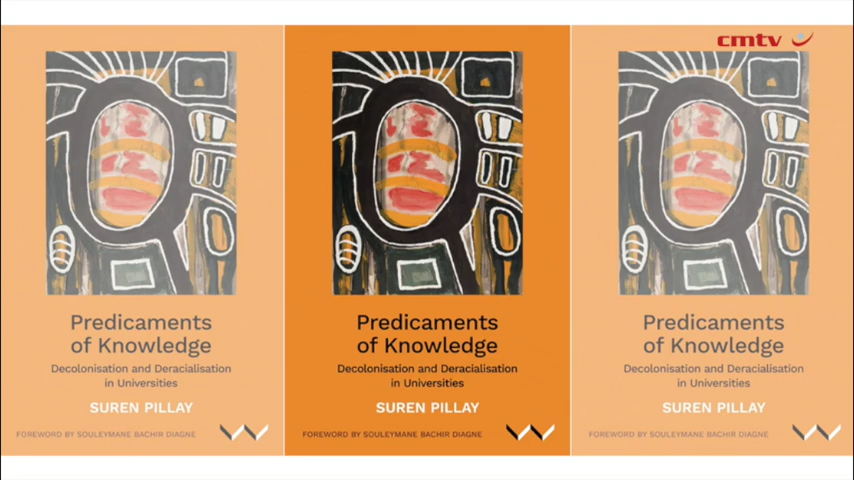 cmtv
Predicaments
of Knowledge
Decolonisation and Deracialisation
in Universities
SUREN PILLAY
FOREWORD BY SOULEYMANE BACHIR DIAGNE
Predicaments
of Knowledge
Decolonisation and Deracialisation
in Universities
SUREN PILLAY
FOREWORD BY SOULEYMANE BACHIR DIAGNE
Predicaments
of Knowledge
Decolonisation and Deracialisation
in Universities
SUREN PILLAY
FOREWORD BY SOULEYMANE BACHIR DIAGNE